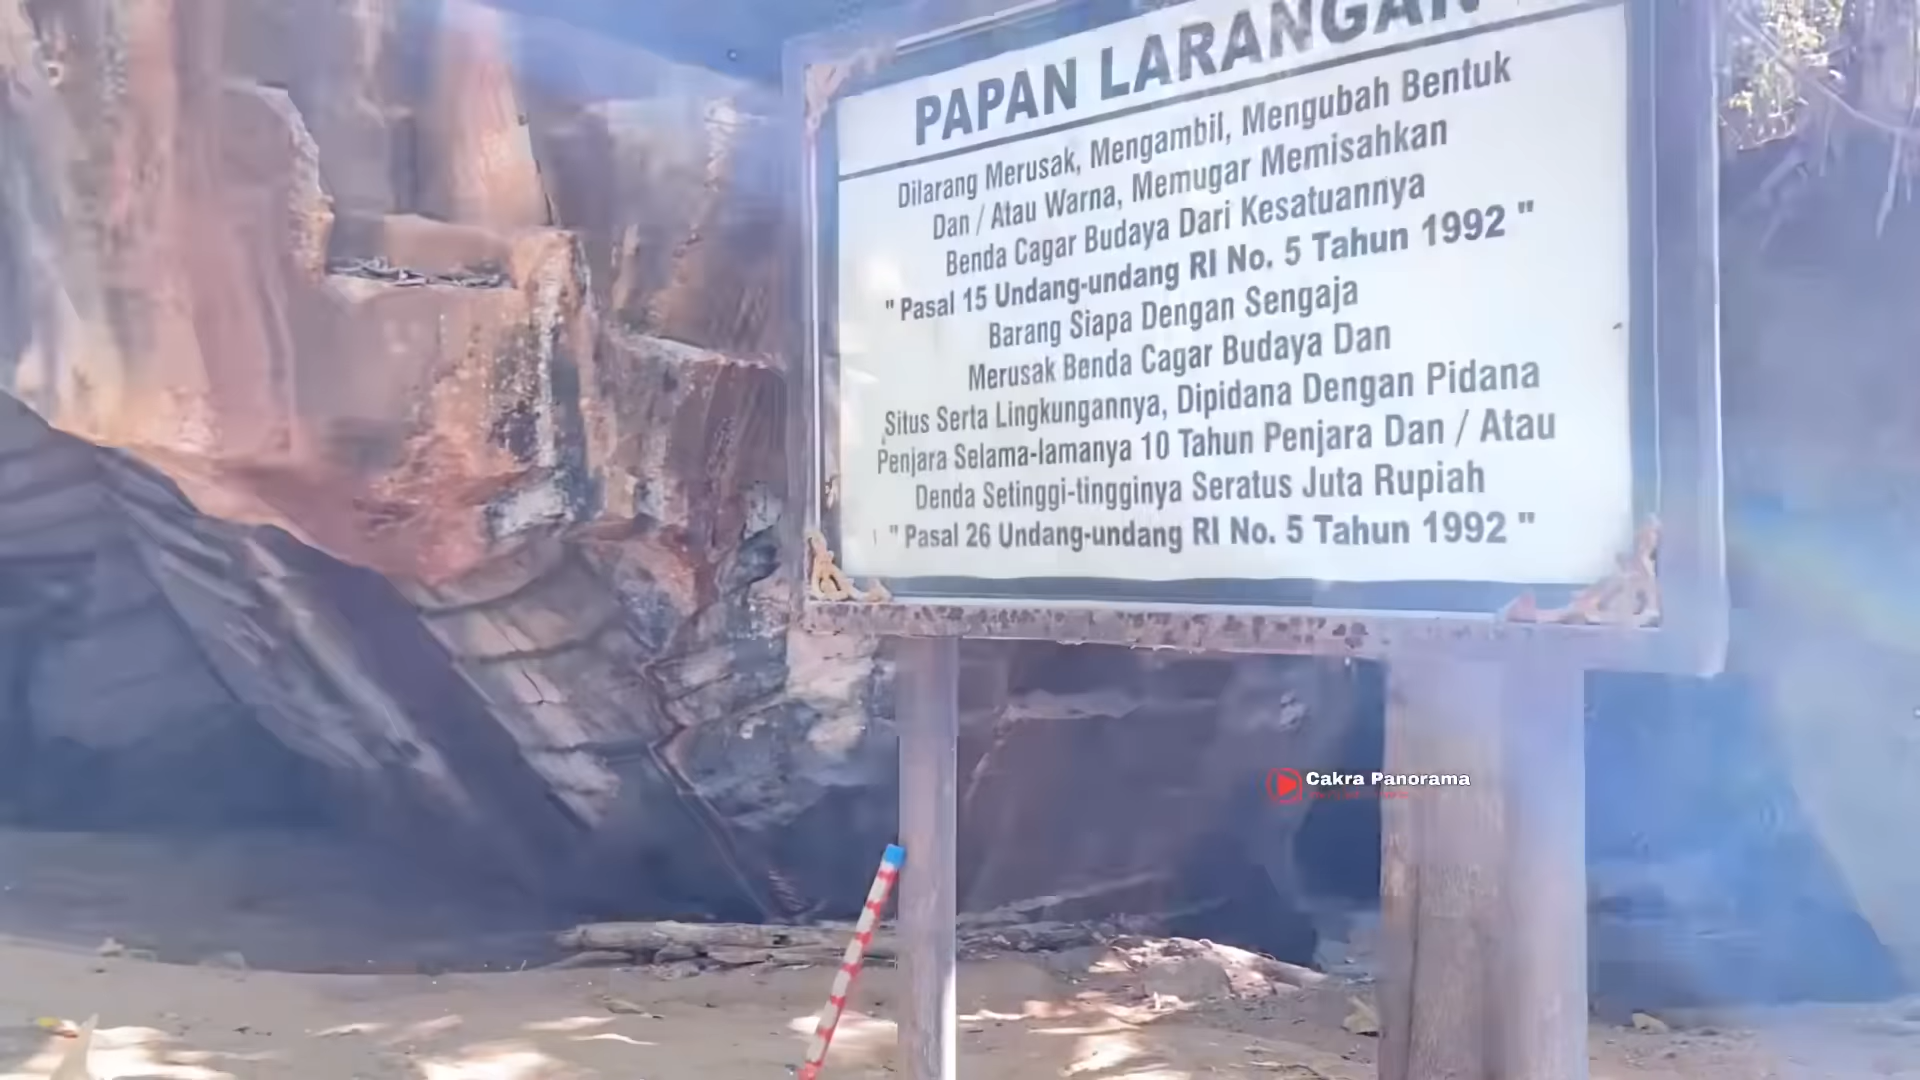 PAPAN LARANGAN
Dilarang Merusak, Mengambil, Mengubah Bentuk
Dan / Atau Warna, Memugar Memisahkan
Benda Cagar Budaya Dari Kesatuannya
" Pasal 15 Undang-undang RI No. 5 Tahun 1992 "
Barang Siapa Dengan Sengaja
Merusak Benda Cagar Budaya Dan
Situs Serta Lingkungannya, Dipidana Dengan Pidana
Penjara Selama-lamanya 10 Tahun Penjara Dan / Atau
Denda Setinggi-tingginya Seratus Juta Rupiah
" Pasal 26 Undang-undang RI No. 5 Tahun 1992 "
Cakra Panorama